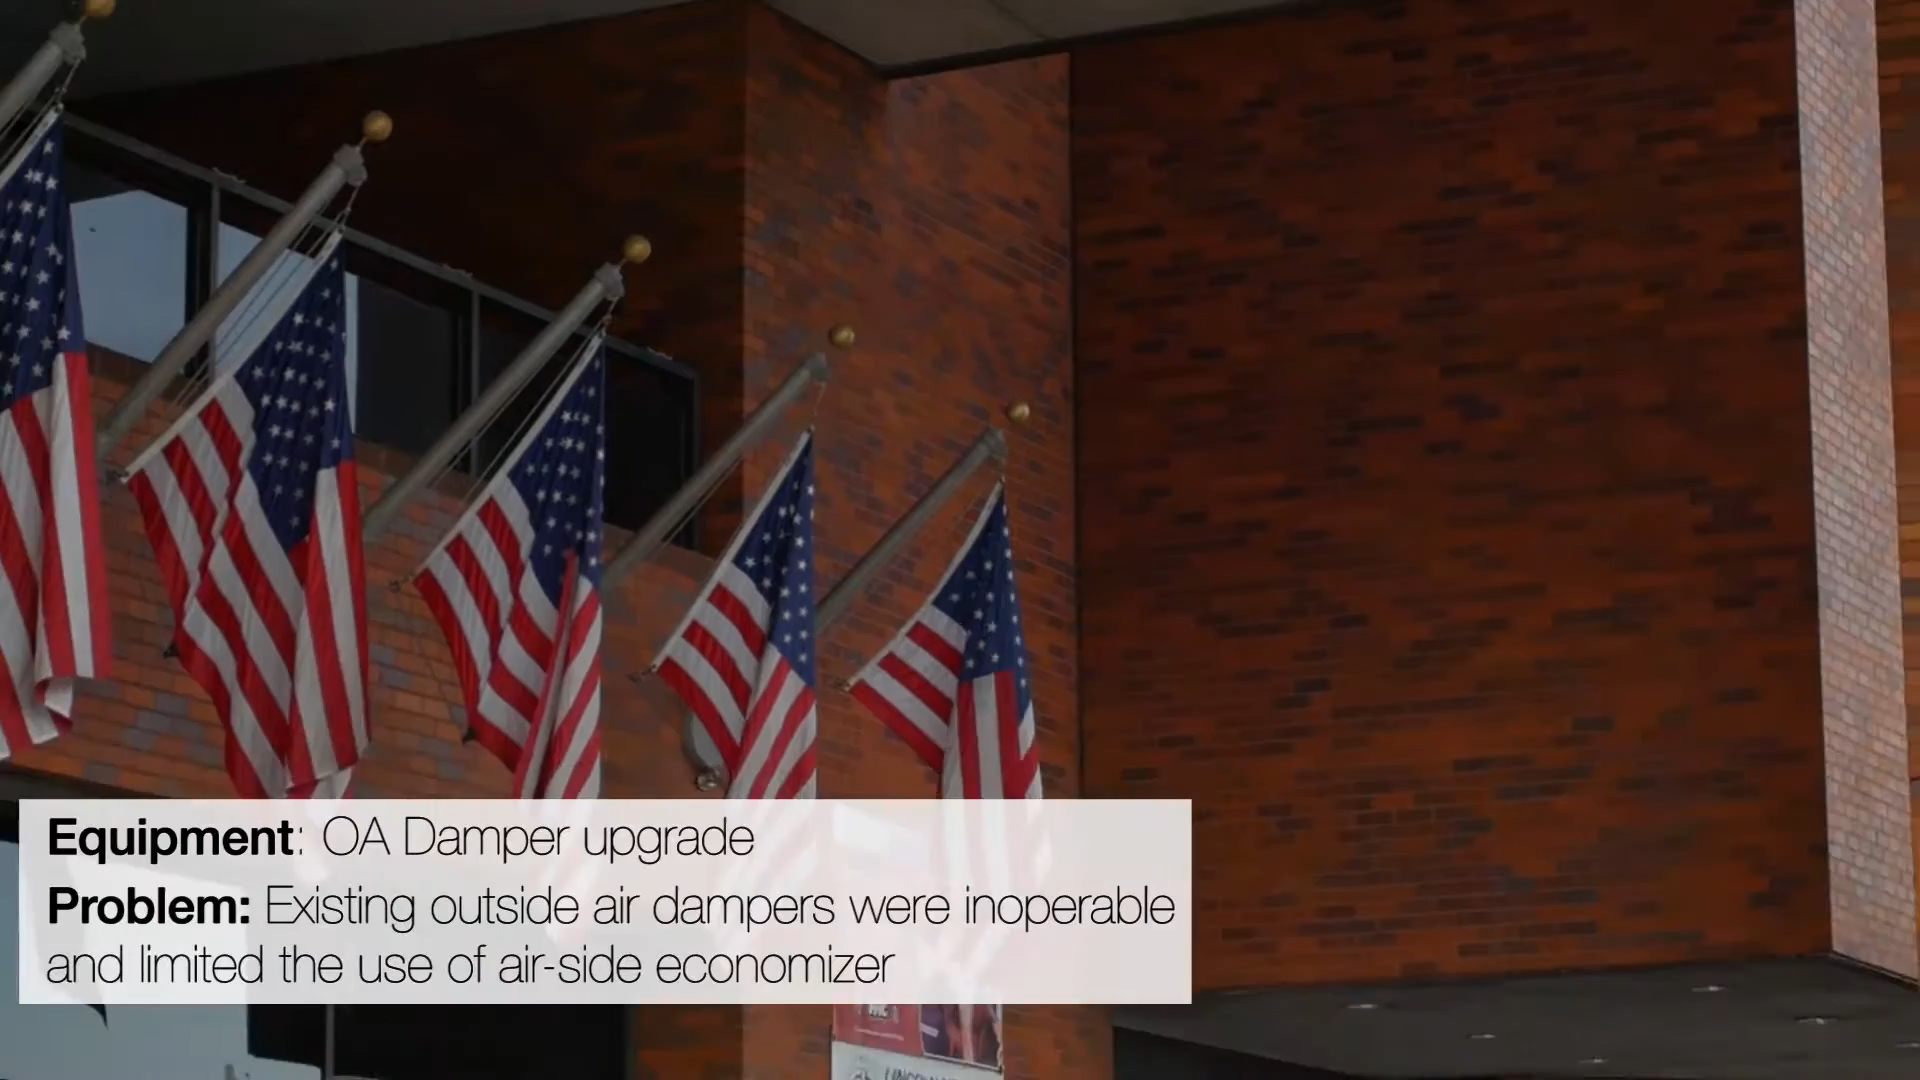 Equipment: OA Damper upgrade
Problem: Existing outside air dampers were inoperable
and limited the use of air-side economizer